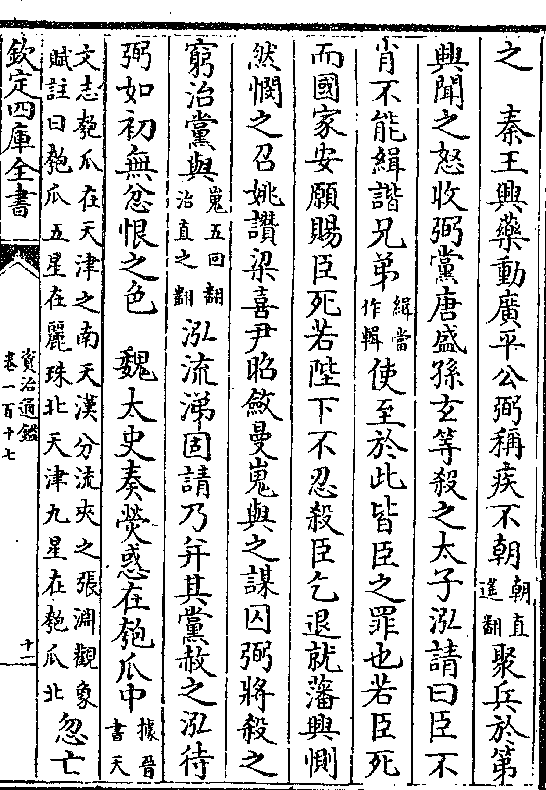 之　秦王興藥動廣平公弼稱疾不朝朝直遥翻聚兵於第
興聞之怒收弼黨唐盛孫玄等殺之太子泓請曰臣不
肖不能緝諧兄弟緝當作輯使至於此皆臣之罪也若臣死
而國家安願賜臣死若陛下不忍殺臣乞退就藩興惻
然憫之召姚讚梁喜尹昭斂曼嵬與之謀囚弼將殺之
窮治黨與嵬五回翻治直之翻泓流涕固請乃并其黨赦之泓待
弼如初無忿恨之色　魏太史奏熒惑在匏瓜中據晉書天
文志匏瓜在天津之南天漢分流夾之張淵觀象賦註曰匏瓜五星在麗珠北天津九星在匏瓜北忽亡
欽定四庫全書
資治通鑑
卷一百十七
十一